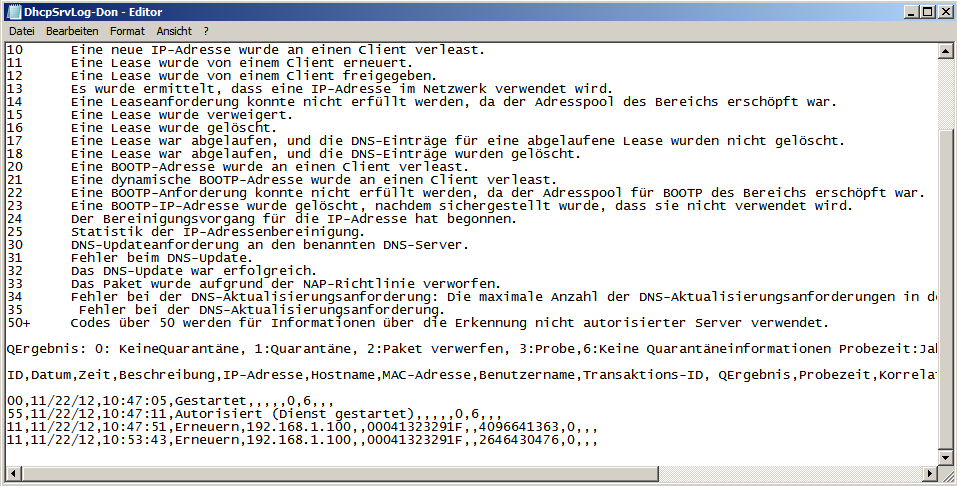 DhcpSrvLog-Don - Editor
Datei Bearbeiten Format Ansicht ?
10 Eine neue IP-Adresse wurde an einen Client verleast.
11 Eine Lease wurde von einem Client erneuert.
12 Eine Lease wurde von einem Client freigegeben.
13 Es wurde ermittelt, dass eine IP-Adresse im Netzwerk verwendet wird.
14 Eine Leaseanforderung konnte nicht erfüllt werden, da der Adresspool des Bereichs erschöpft war.
15 Eine Lease wurde verweigert.
16 Eine Lease wurde gelöscht.
17 Eine Lease war abgelaufen, und die DNS-Einträge für eine abgelaufene Lease wurden nicht gelöscht.
18 Eine Lease war abgelaufen, und die DNS-Einträge wurden gelöscht.
20 Eine BOOTP-Adresse wurde an einen Client verleast.
21 Eine dynamische BOOTP-Adresse wurde an einen Client verleast.
22 Eine BOOTP-Anforderung konnte nicht erfüllt werden, da der Adresspool für BOOTP des Bereichs erschöpft war.
23 Eine BOOTP-IP-Adresse wurde gelöscht, nachdem sichergestellt wurde, dass sie nicht verwendet wird.
24 Der Bereinigungsvorgang für die IP-Adresse hat begonnen.
25 Statistik der IP-Adressenbereinigung.
30 DNS-Updateanforderung an den benannten DNS-Server.
31 Fehler beim DNS-Update.
32 Das DNS-Update war erfolgreich.
33 Das Paket wurde aufgrund der NAP-Richtlinie verworfen.
34 Fehler bei der DNS-Aktualisierungsanforderung: Die maximale Anzahl der DNS-Aktualisierungsanforderungen in d
35 Fehler bei der DNS-Aktualisierungsanforderung.
50+ Codes über 50 werden für Informationen über die Erkennung nicht autorisierter Server verwendet.
QErgebnis: 0: KeineQuarantäne, 1:Quarantäne, 2:Paket verwerfen, 3:Probe,6:Keine Quarantäneinformationen Probezeit:Ja
ID,Datum,Zeit,Beschreibung,IP-Adresse,Hostname,MAC-Adresse,Benutzername,Transaktions-ID, QErgebnis,Probezeit,Korrela
00,11/22/12,10:47:05,Gestartet,,,,,0,6,,,
55,11/22/12,10:47:11,Autorisiert (Dienst gestartet),,,,,0,6,,,
11,11/22/12,10:47:51,Erneuern,192.168.1.100,,00041323291F,,4096641363,0,,,
11,11/22/12,10:53:43,Erneuern,192.168.1.100,,00041323291F,,2646430476,0,,,